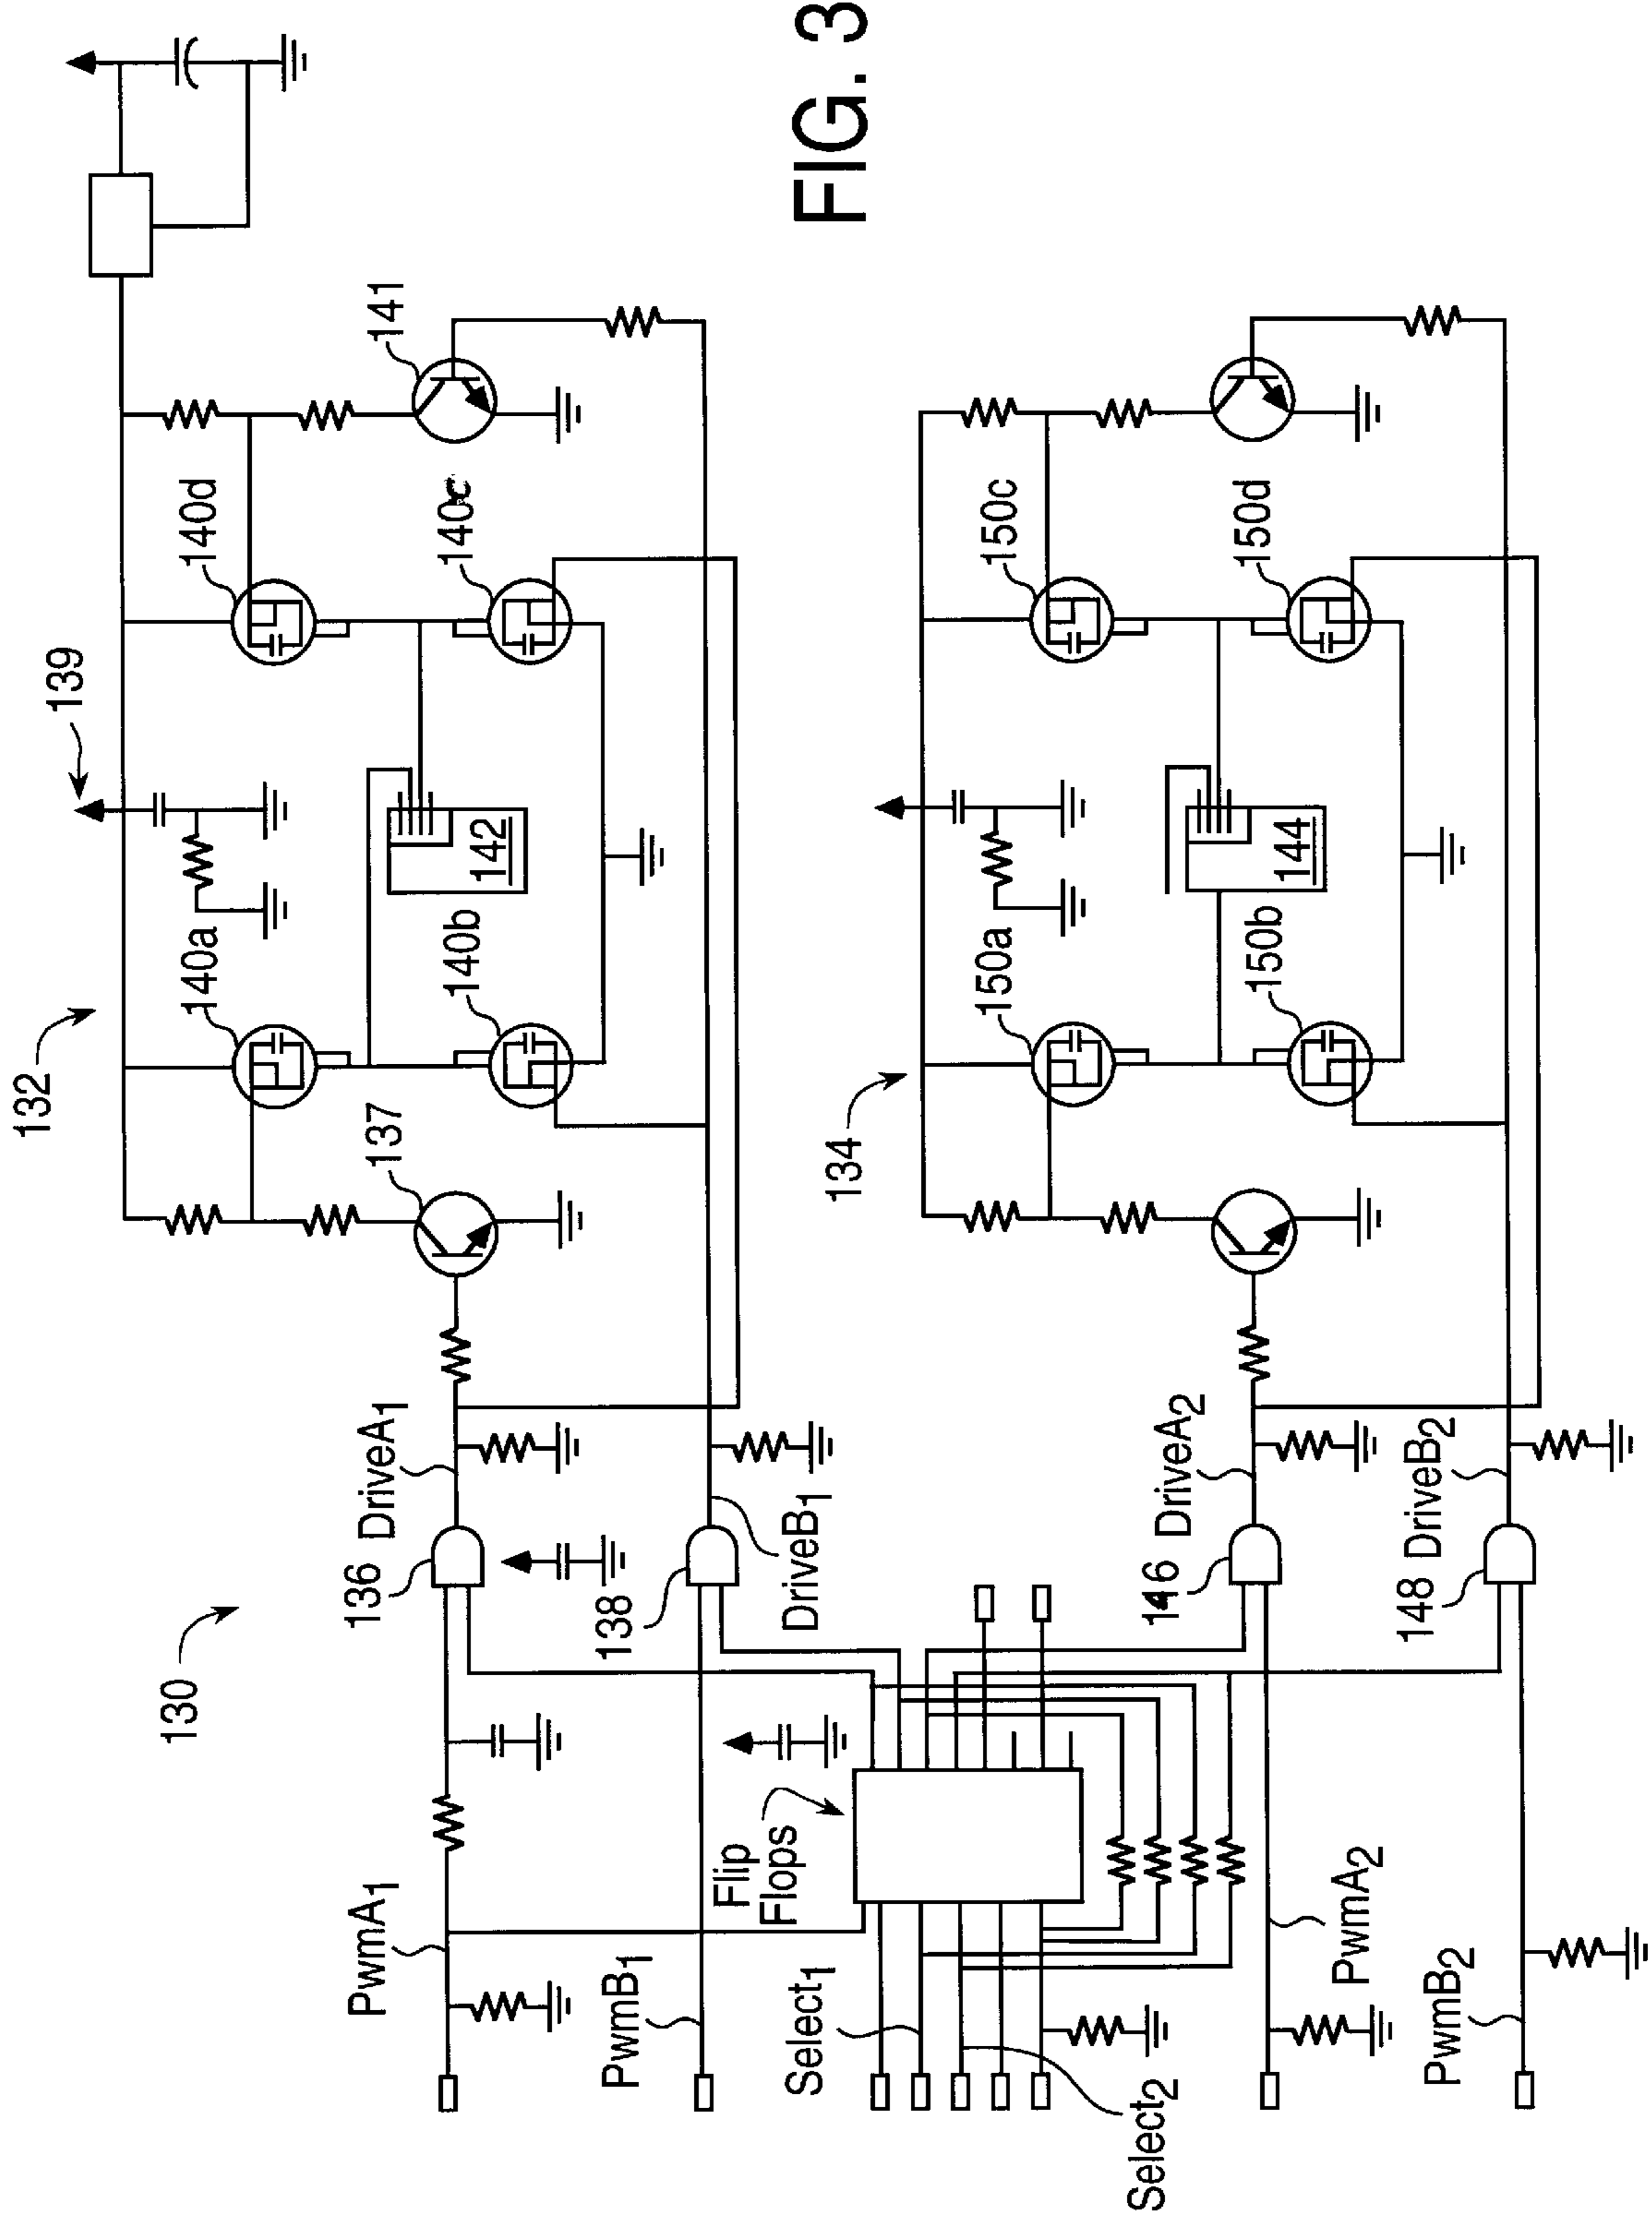 FIG. 3
130
132
139
140a
140d
137
140b
142
140c
141
PwmA1
136
DriveA1
PwmB1
138
DriveB1
Flip
Flops
Select1
Select2
134
150a
150c
150b
144
150d
PwmA2
146
DriveA2
PwmB2
148
DriveB2